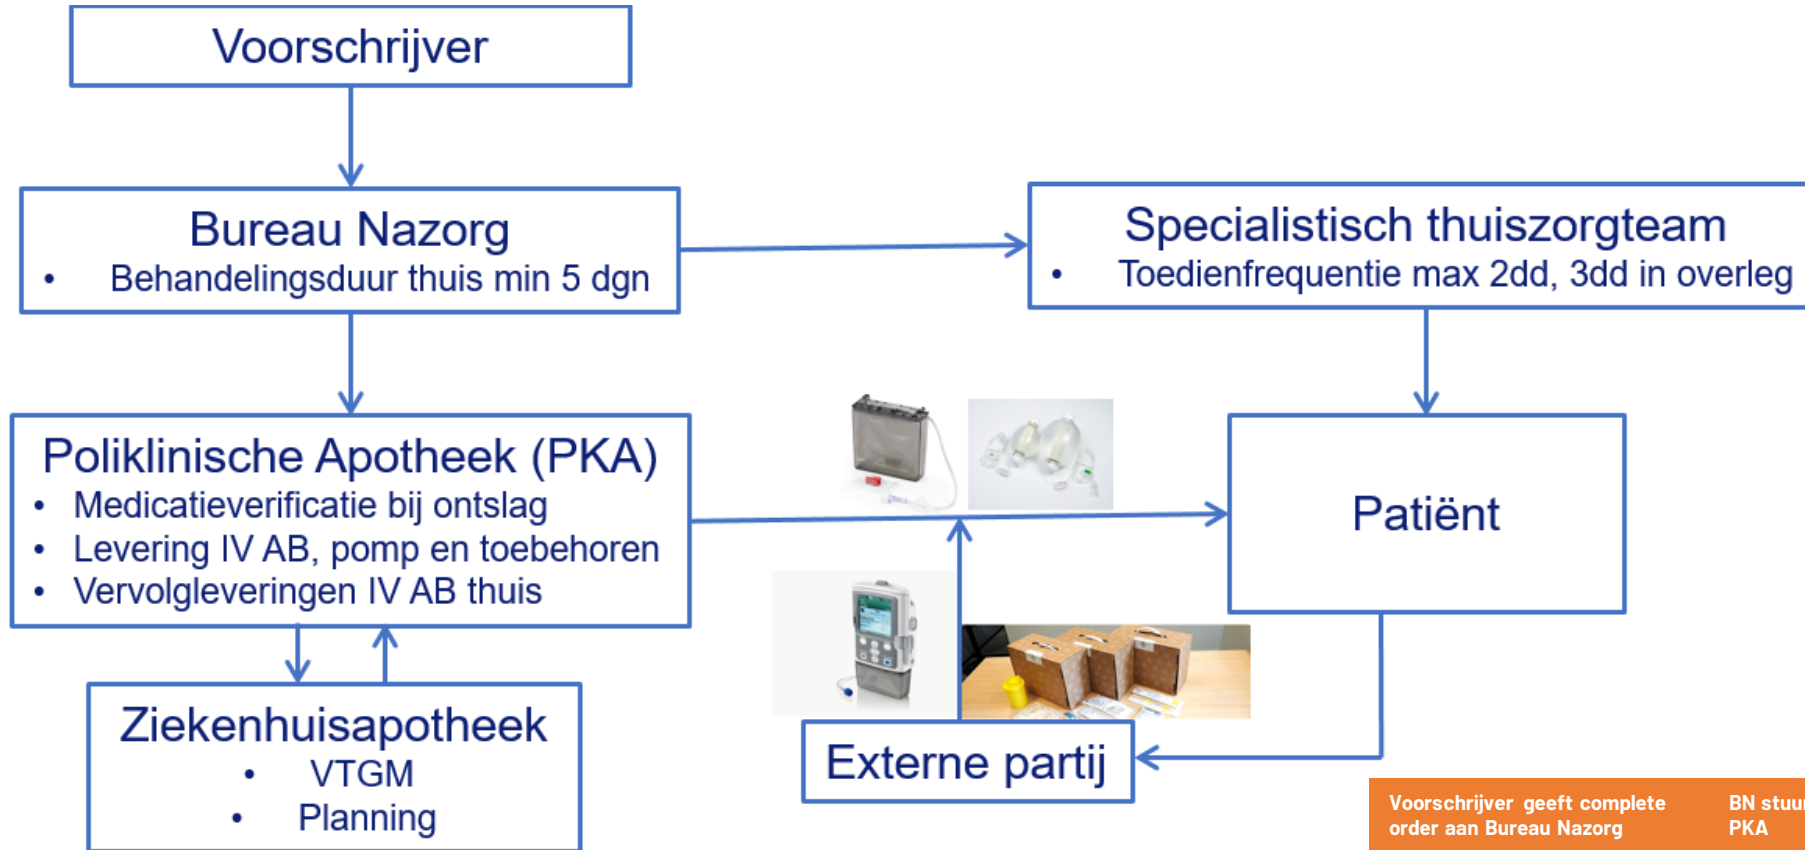 Voorschrijver
Bureau Nazorg
• Behandelingsduur thuis min 5 dgn
Specialistisch thuiszorgteam
• Toedienfrequentie max 2dd, 3dd in overleg
Poliklinische Apotheek (PKA)
• Medicatieverificatie bij ontslag
• Levering IV AB, pomp en toebehoren
• Vervolgleveringen IV AB thuis
Patiënt
Ziekenhuisapotheek
• VTGM
• Planning
Externe partij
Voorschrijver geeft complete
order aan Bureau Nazorg
BN stuur
PKA